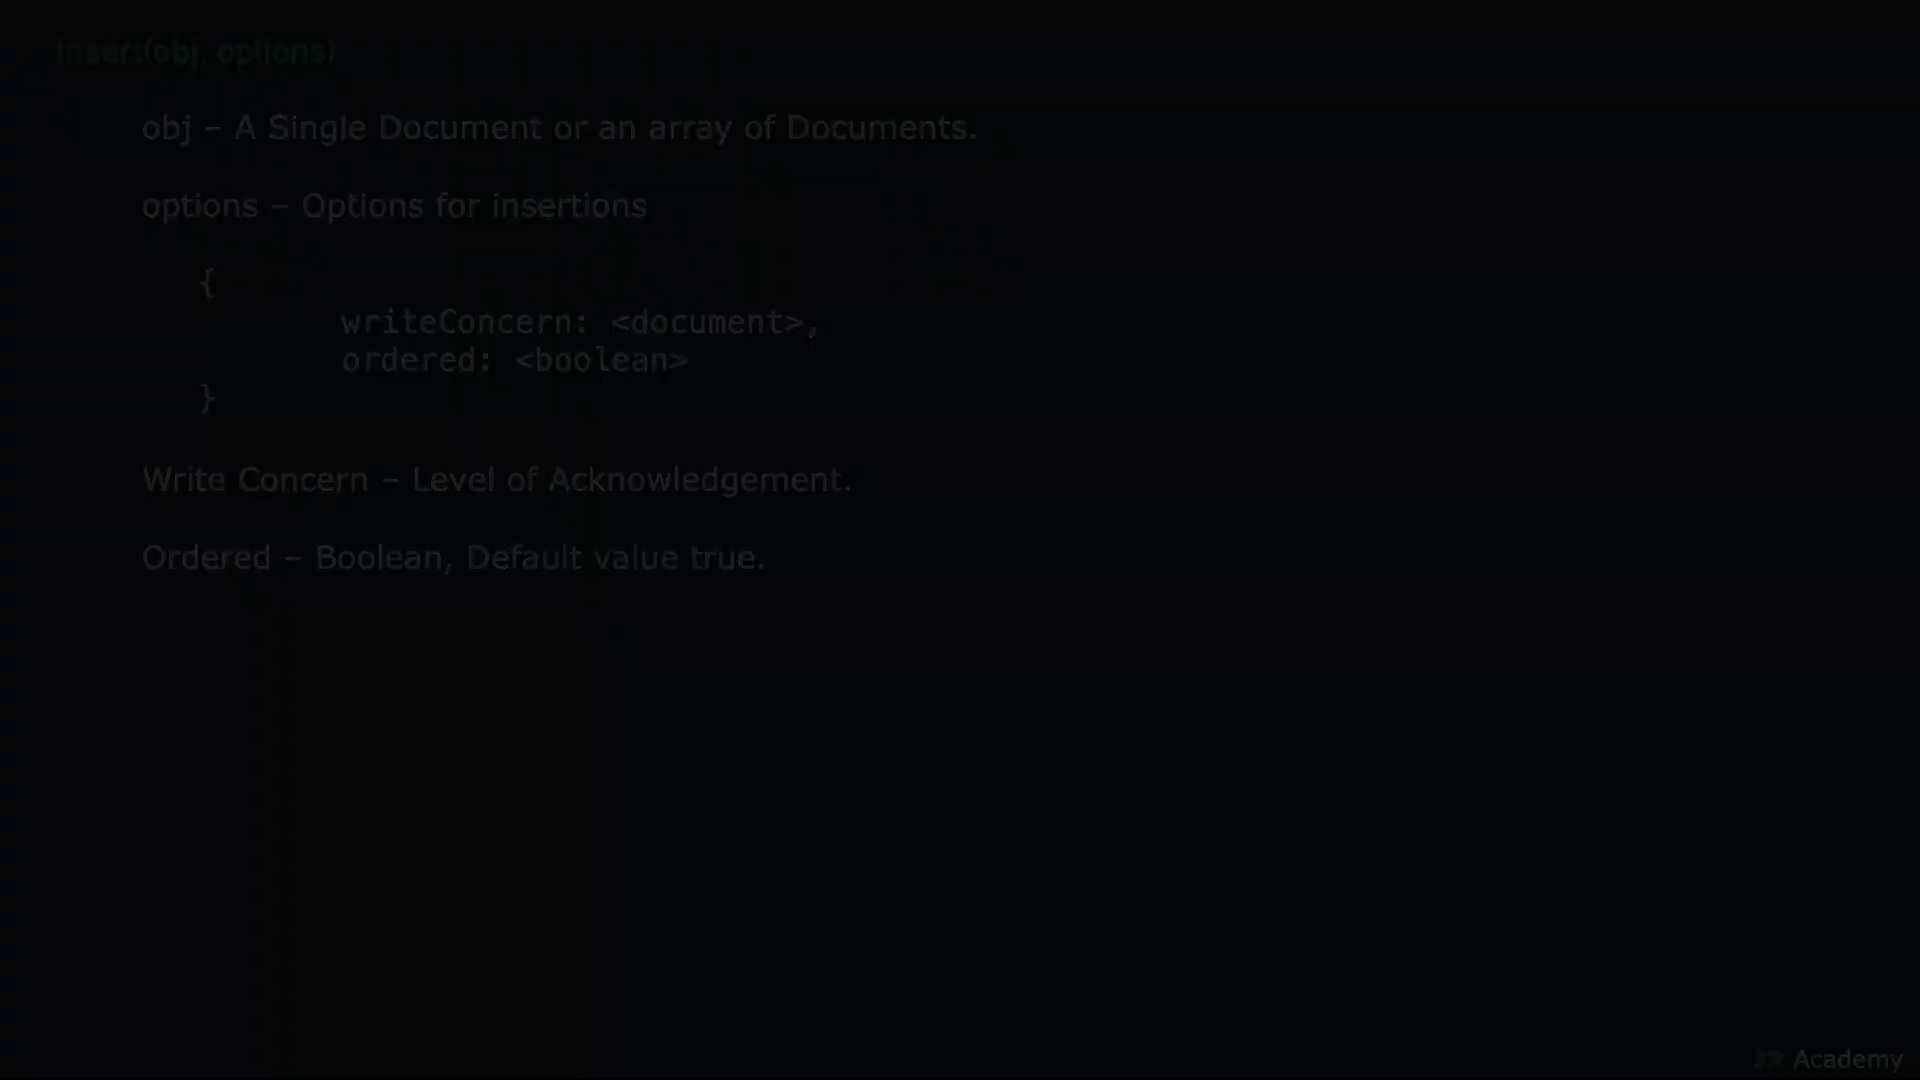 insert(obj, options)
obj – A Single Document or an array of Documents.
options – Options for insertions
{
writeConcern: <document>,
ordered: <boolean>
}
Write Concern – Level of Acknowledgement.
Ordered – Boolean, Default value true.
Academy